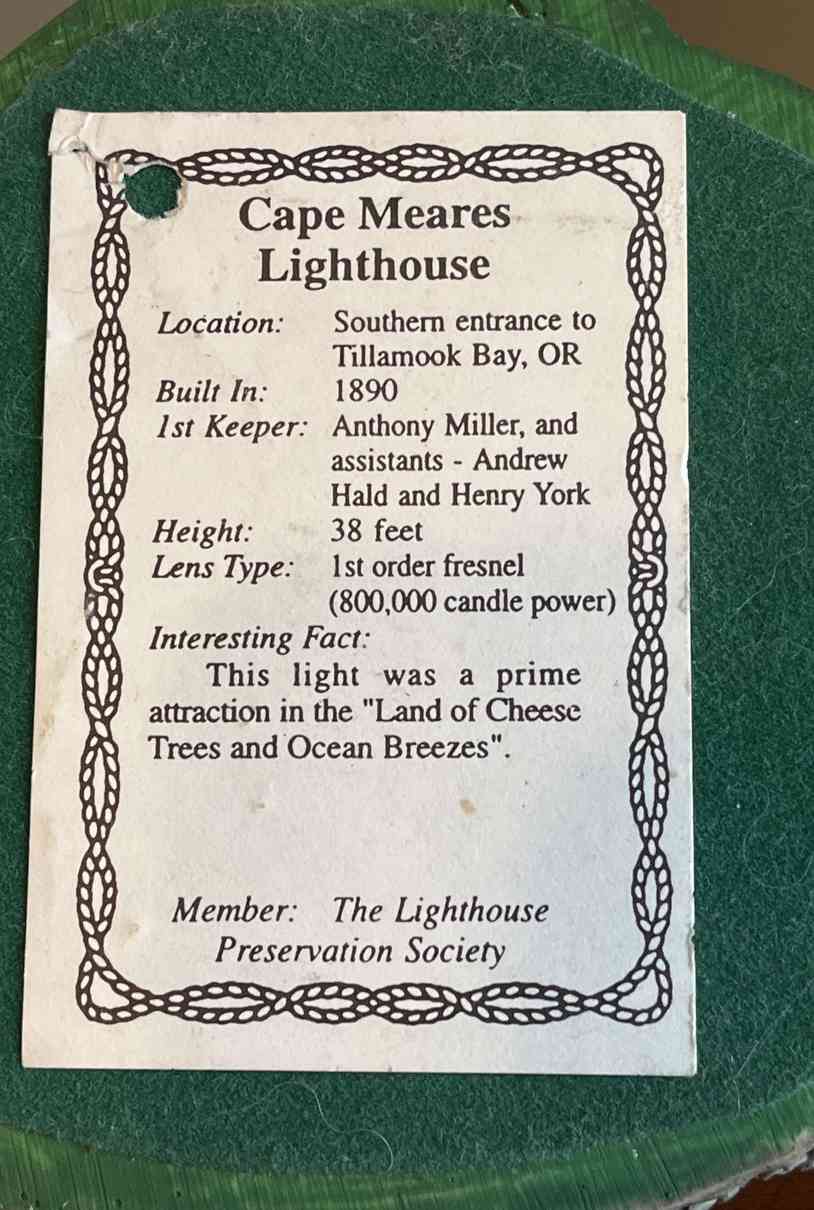 Cape Meares
Lighthouse
Location: Southern entrance to
Tillamook Bay, OR
Built In: 1890
1st Keeper: Anthony Miller, and
assistants - Andrew
Hald and Henry York
Height: 38 feet
Lens Type: 1st order fresnel
(800,000 candle power)
Interesting Fact:
This light was a prime
attraction in the "Land of Cheese
Trees and Ocean Breezes".
Member: The Lighthouse
Preservation Society